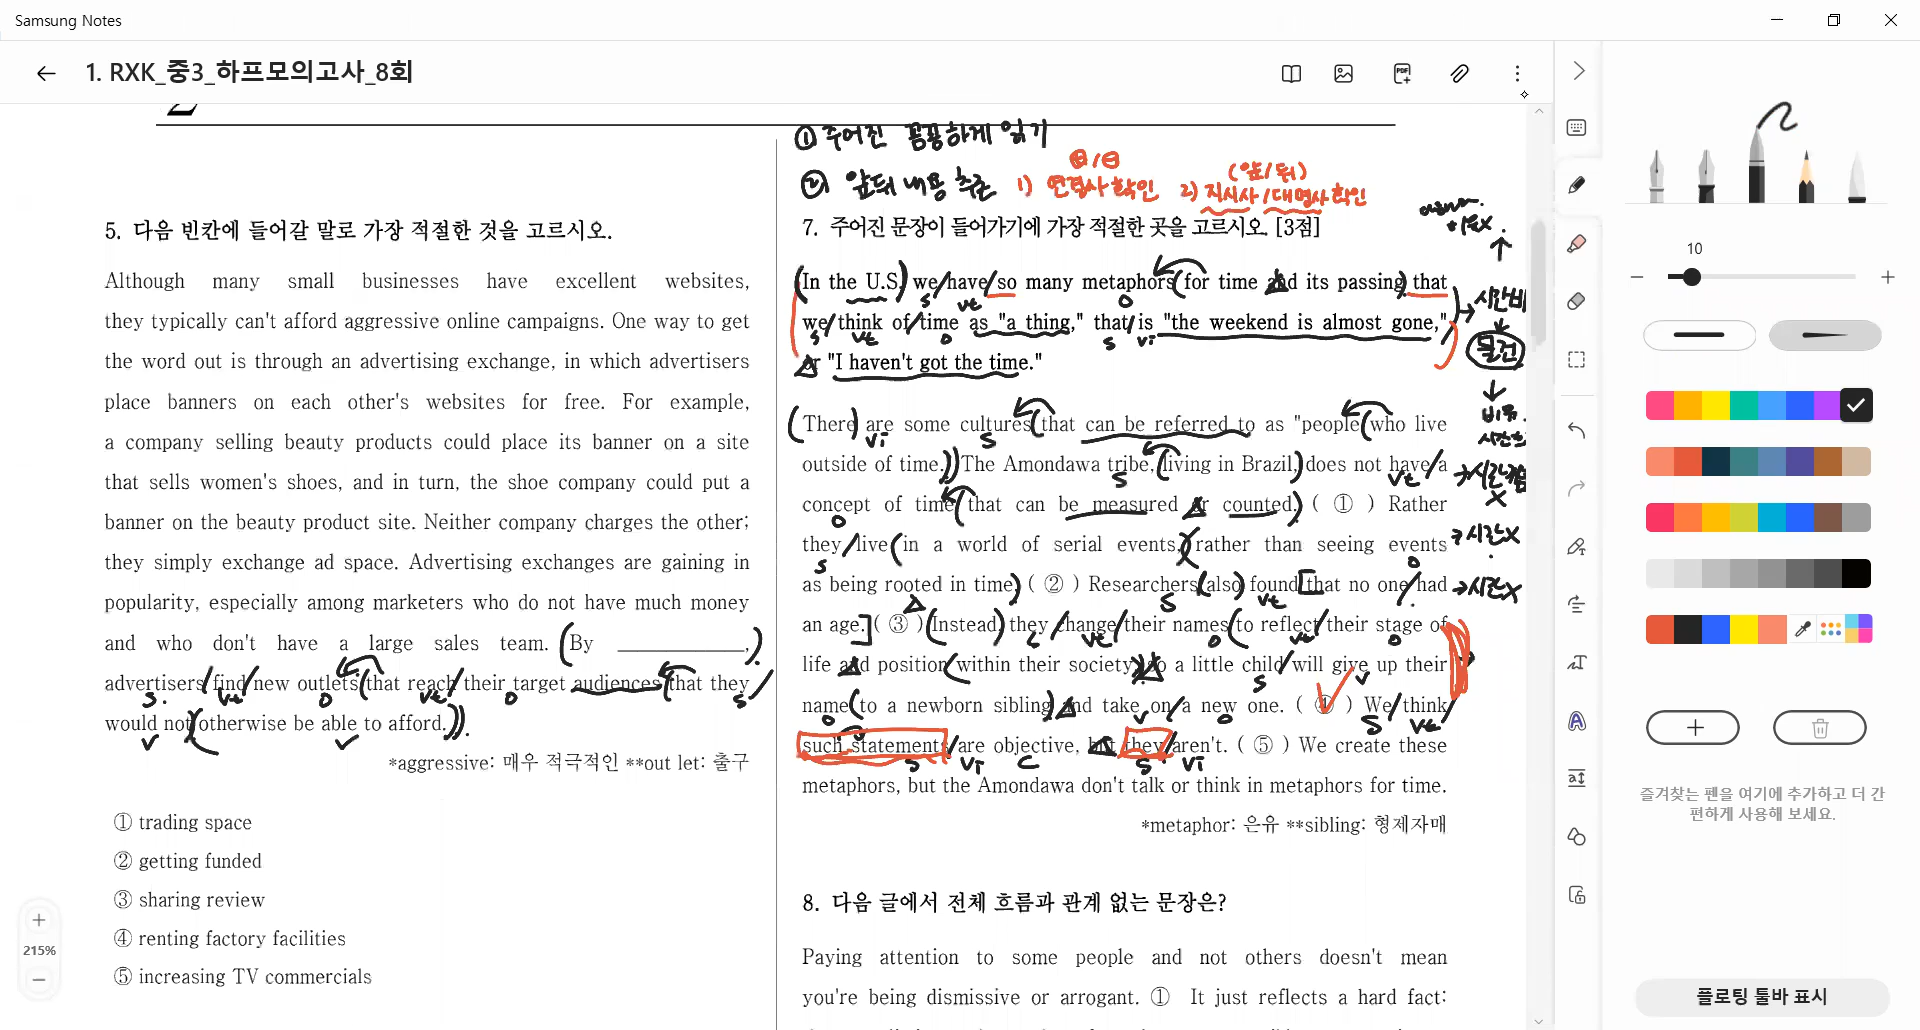 Samsung Notes
1. RXK_중3_하프모의고사_8회
2
5. 다음 빈칸에 들어갈 말로 가장 적절한 것을 고르시오.
Although many small businesses have excellent websites,
they typically can't afford aggressive online campaigns. One way to get
the word out is through an advertising exchange, in which advertisers
place banners on each other's websites for free. For example,
a company selling beauty products could place its banner on a site
that sells women's shoes, and in turn, the shoe company could put a
banner on the beauty product site. Neither company charges the other;
they simply exchange ad space. Advertising exchanges are gaining in
popularity, especially among marketers who do not have much money
and who don't have a large sales team. By ____________,
advertisers find new outlets that reach their target audiences that they
would not otherwise be able to afford.
*aggressive: 매우 적극적인 **out let: 출구
① trading space
② getting funded
③ sharing review
④ renting factory facilities
⑤ increasing TV commercials
① 주어진 꼼꼼하게 읽기
② 앞뒤 내용 추론 1) 연결사 확인 2) 지시사/대명사 확인
⊕/⊖ (앞/뒤)
7. 주어진 문장이 들어가기에 가장 적절한 곳을 고르시오. [3점]
In the U.S., we have so many metaphors for time and its passing that
we think of time as "a thing," that is "the weekend is almost gone,"
or "I haven't got the time."
물건
There are some cultures that can be referred to as "people who live
outside of time." The Amondawa tribe, living in Brazil, does not have a
concept of time that can be measured or counted. ( ① ) Rather
they live in a world of serial events, rather than seeing events
as being rooted in time. ( ② ) Researchers also found that no one had
an age. ( ③ ) Instead, they change their names to reflect their stage of
life and position within their society, so a little child will give up their
name to a newborn sibling and take on a new one. ( ④ ) We think
such statements are objective, but they aren't. ( ⑤ ) We create these
metaphors, but the Amondawa don't talk or think in metaphors for time.
→시간X
→시간X
*metaphor: 은유 **sibling: 형제자매
8. 다음 글에서 전체 흐름과 관계 없는 문장은?
Paying attention to some people and not others doesn't mean
you're being dismissive or arrogant. ① It just reflects a hard fact:
215%
10
즐겨찾는 펜을 여기에 추가하고 더 간
편하게 사용해 보세요.
플로팅 툴바 표시